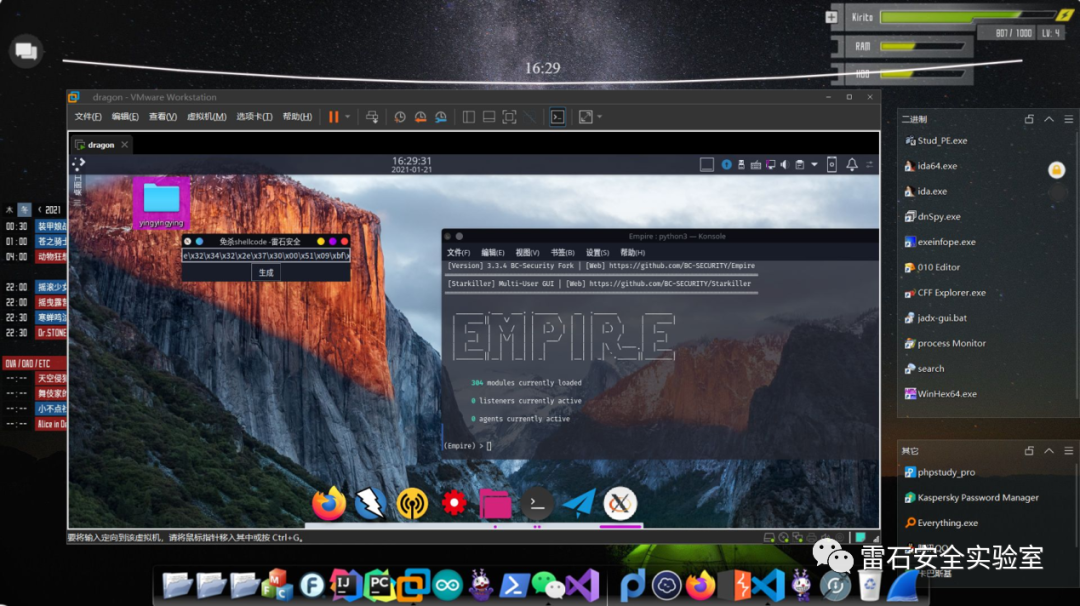 Kirito
807 / 1000 LV: 4
RAM
HDD
16:29
dragon - VMware Workstation
文件(F) 编辑(E) 查看(V) 虚拟机(M) 选项卡(T) 帮助(H)
dragon
16:29:31
2021-01-21
yingyingying
免杀shellcode -雷石安全
e\x32\x34\x32\x2e\x37\x30\x00\x51\x09\xbf\x
生成
Empire : python3 — Konsole
文件(F) 编辑(E) 视图(V) 书签(B) 设置(S) 帮助(H)
[Version] 3.3.4 BC-Security Fork | [Web] https://github.com/BC-SECURITY/Empire
[Starkiller] Multi-User GUI | [Web] https://github.com/BC-SECURITY/Starkiller
EMPIRE
304 modules currently loaded
0 listeners currently active
0 agents currently active
(Empire) >
要将输入定向到该虚拟机，请将鼠标指针移入其中或按 Ctrl+G。
木 2021
00:30 装甲娘战
01:00 苍之骑士
04:00 动物狂想
22:00 摇滚少女
22:00 摇曳露营
22:30 寒蝉鸣泣
22:30 Dr.STONE
OVA / OAD / ETC
--:-- 天空侵犯
--:-- 舞伎家的
--:-- 小不点社
--:-- Alice in Do
二进制
Stud_PE.exe
ida64.exe
ida.exe
dnSpy.exe
exeinfope.exe
010 Editor
CFF Explorer.exe
jadx-gui.bat
process Monitor
search
WinHex64.exe
其它
phpstudy_pro
Kaspersky Password Manager
Everything.exe
卡巴斯基
雷石安全实验室